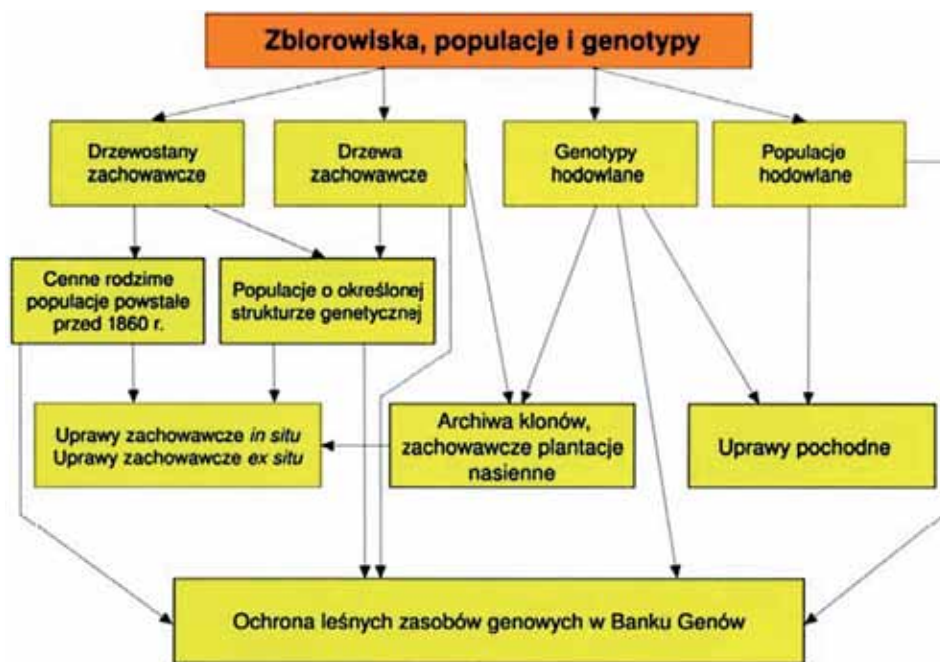 Zbiorowiska, populacje i genotypy
Drzewostany
zachowawcze
Drzewa
zachowawcze
Genotypy
hodowlane
Populacje
hodowlane
Cenne rodzime
populacje powstałe
przed 1860 r.
Populacje o określonej
strukturze genetycznej
Uprawy zachowawcze in situ
Uprawy zachowawcze ex situ
Archiwa klonów,
zachowawcze plantacje
nasienne
Uprawy pochodne
Ochrona leśnych zasobów genowych w Banku Genów